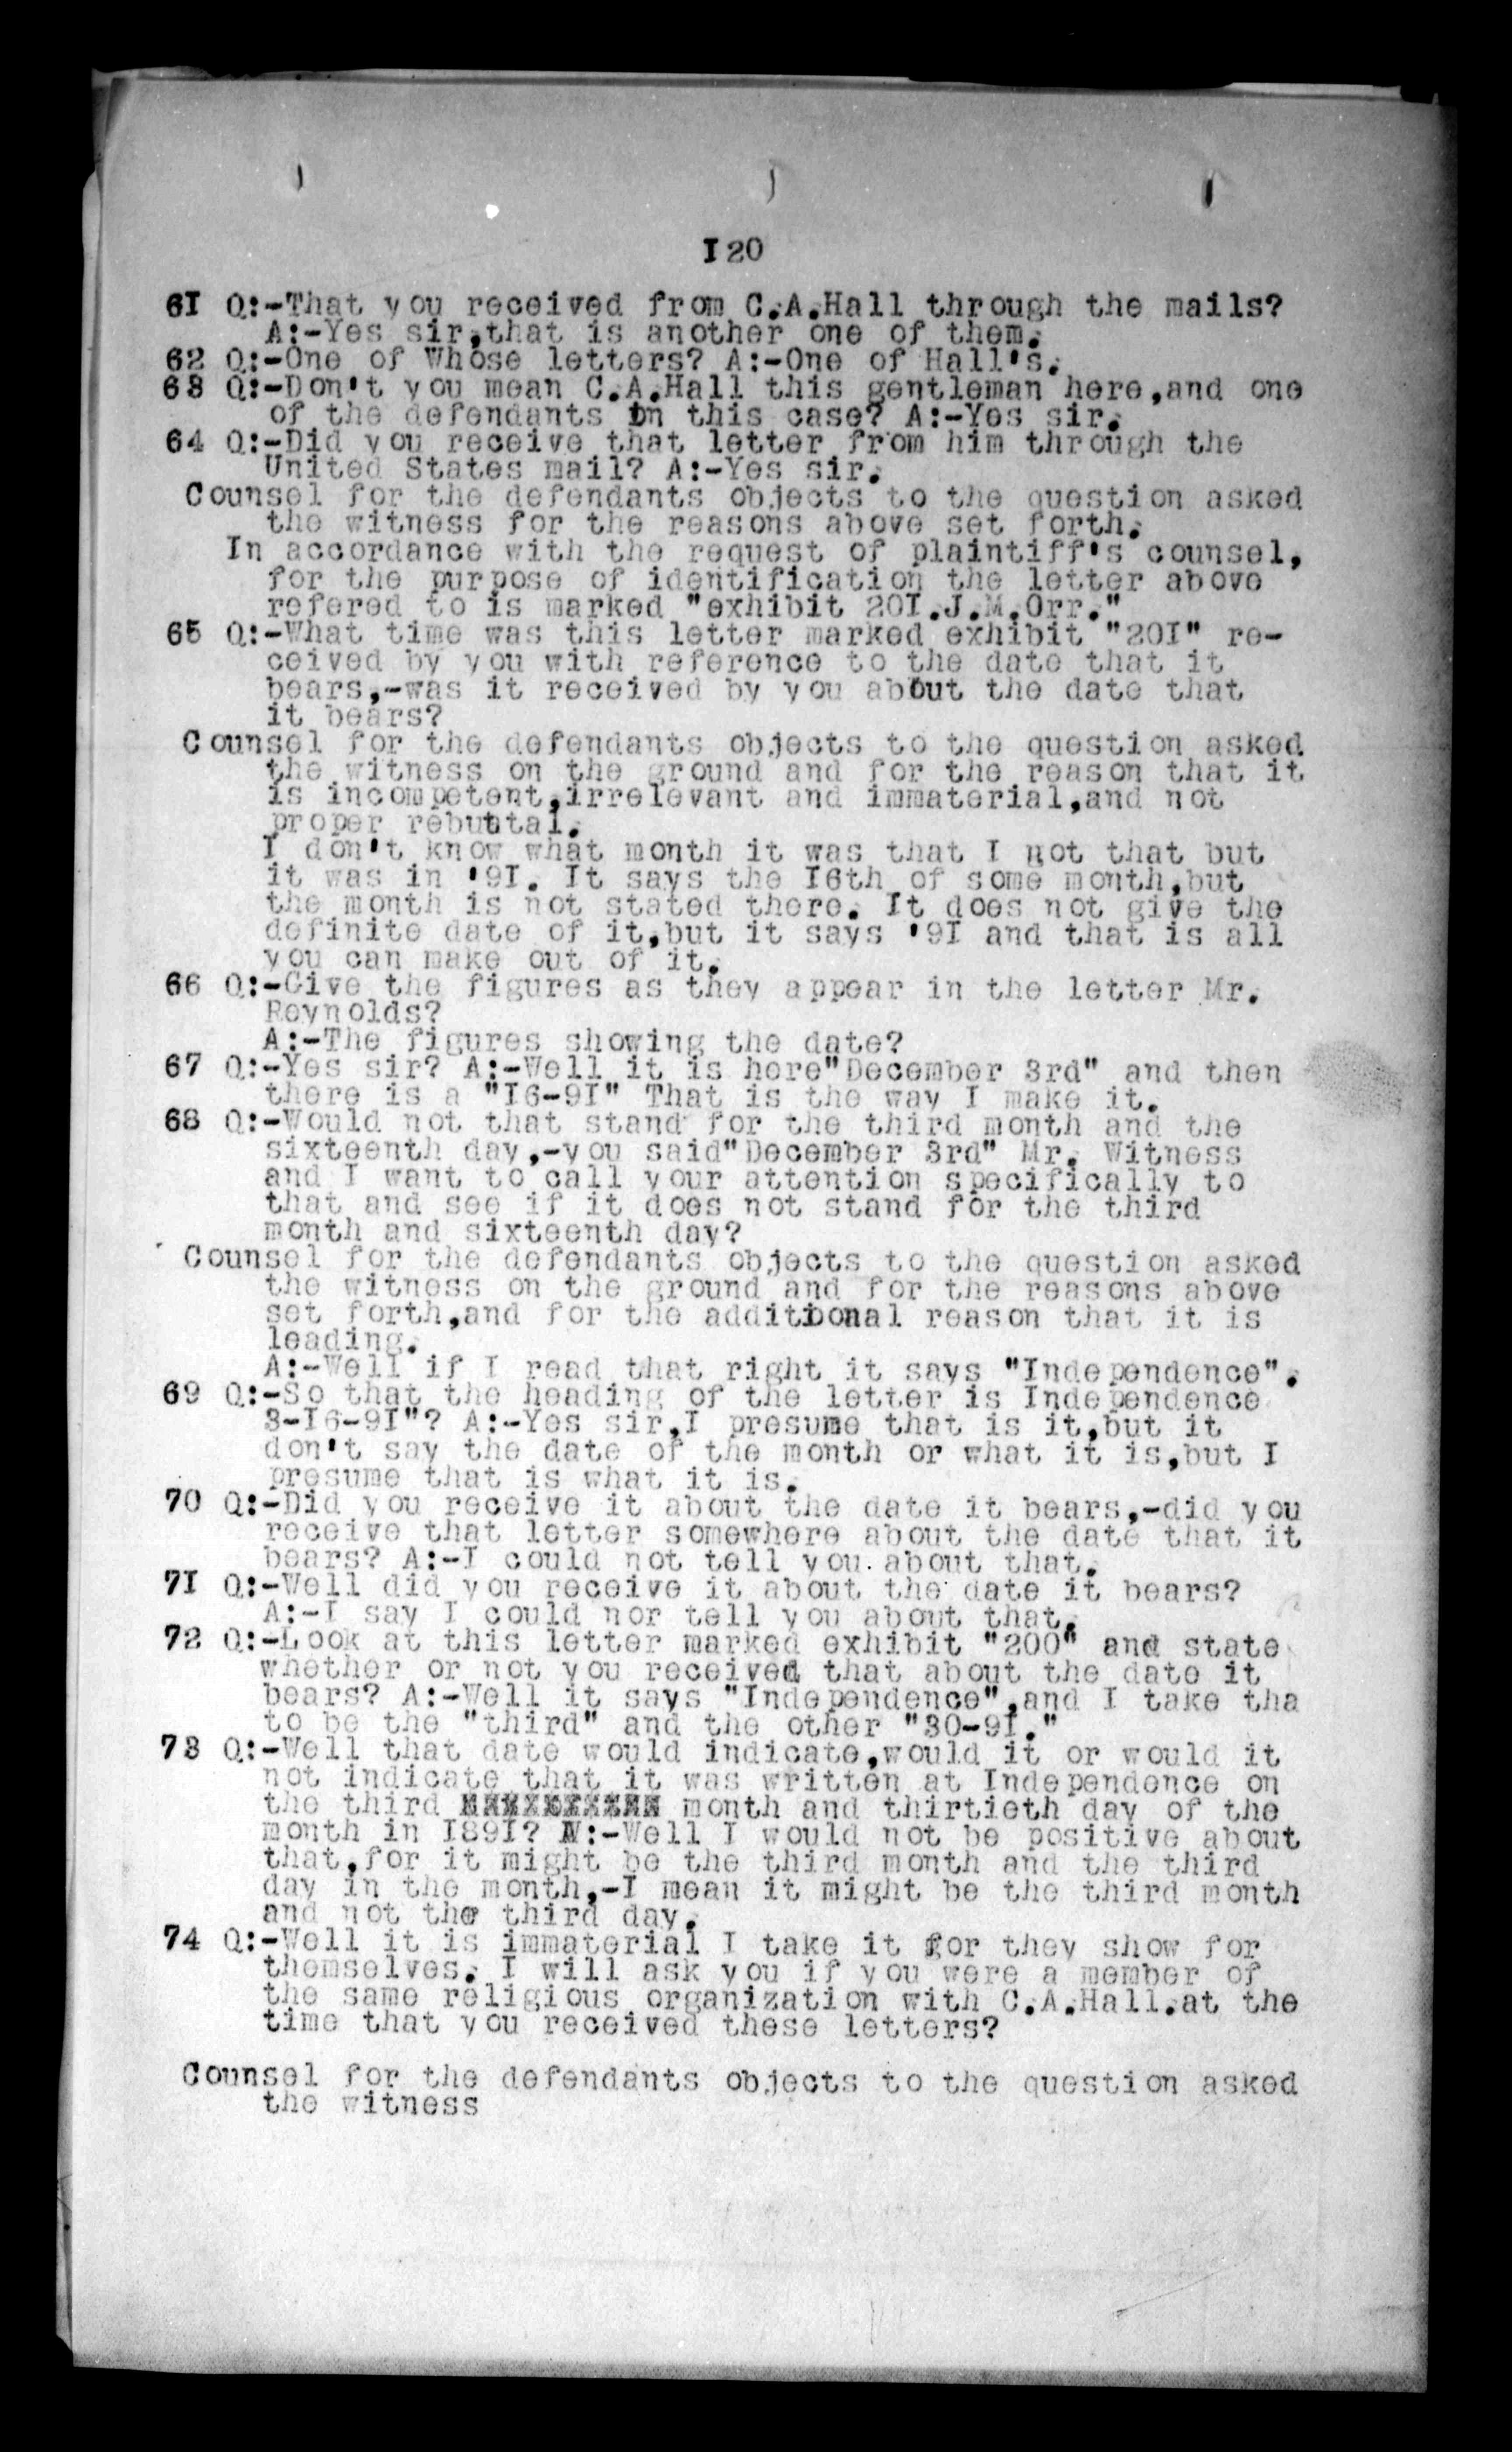 I20
61 Q:-That you received from C.A.Hall through the mails?
A:-Yes sir,that is another one of them.
62 Q:-One of Whose letters? A:-One of Hall's.
63 Q:-Don't you mean C.A.Hall this gentleman here,and one
of the defendants in this case? A:-Yes sir.
64 Q:-Did you receive that letter from him through the
United States mail? A:-Yes sir.
Counsel for the defendants objects to the question asked
the witness for the reasons above set forth.
In accordance with the request of plaintiff's counsel,
for the purpose of identification the letter above
refered to is marked "exhibit 20I.J.M.Orr."
65 Q:-What time was this letter marked exhibit "20I" re-
ceived by you with reference to the date that it
bears,-was it received by you about the date that
it bears?
Counsel for the defendants objects to the question asked
the witness on the ground and for the reason that it
is incompetent,irrelevant and immaterial,and not
proper rebuttal.
I don't know what month it was that I got that but
it was in '9I. It says the I6th of some month,but
the month is not stated there. It does not give the
definite date of it,but it says '9I and that is all
you can make out of it.
66 Q:-Give the figures as they appear in the letter Mr.
Reynolds?
A:-The figures showing the date?
67 Q:-Yes sir? A:-Well it is here"December 3rd" and then
there is a "I6-9I" That is the way I make it.
68 Q:-Would not that stand for the third month and the
sixteenth day,-you said"December 3rd" Mr. Witness
and I want to call your attention specifically to
that and see if it does not stand for the third
month and sixteenth day?
Counsel for the defendants objects to the question asked
the witness on the ground and for the reasons above
set forth,and for the additional reason that it is
leading.
A:-Well if I read that right it says "Independence".
69 Q:-So that the heading of the letter is Independence
3-I6-9I"? A:-Yes sir,I presume that is it,but it
don't say the date of the month or what it is,but I
presume that is what it is.
70 Q:-Did you receive it about the date it bears,-did you
receive that letter somewhere about the date that it
bears? A:-I could not tell you about that.
7I Q:-Well did you receive it about the date it bears?
A:-I say I could nor tell you about that.
72 Q:-Look at this letter marked exhibit "200" and state
whether or not you received that about the date it
bears? A:-Well it says "Independence",and I take tha
to be the "third" and the other "30-9I."
73 Q:-Well that date would indicate,would it or would it
not indicate that it was written at Independence on
the third month and thirtieth day of the
month in I89I? A:-Well I would not be positive about
that,for it might be the third month and the third
day in the month,-I mean it might be the third month
and not the third day.
74 Q:-Well it is immaterial I take it for they show for
themselves. I will ask you if you were a member of
the same religious organization with C.A.Hall.at the
time that you received these letters?
Counsel for the defendants objects to the question asked
the witness